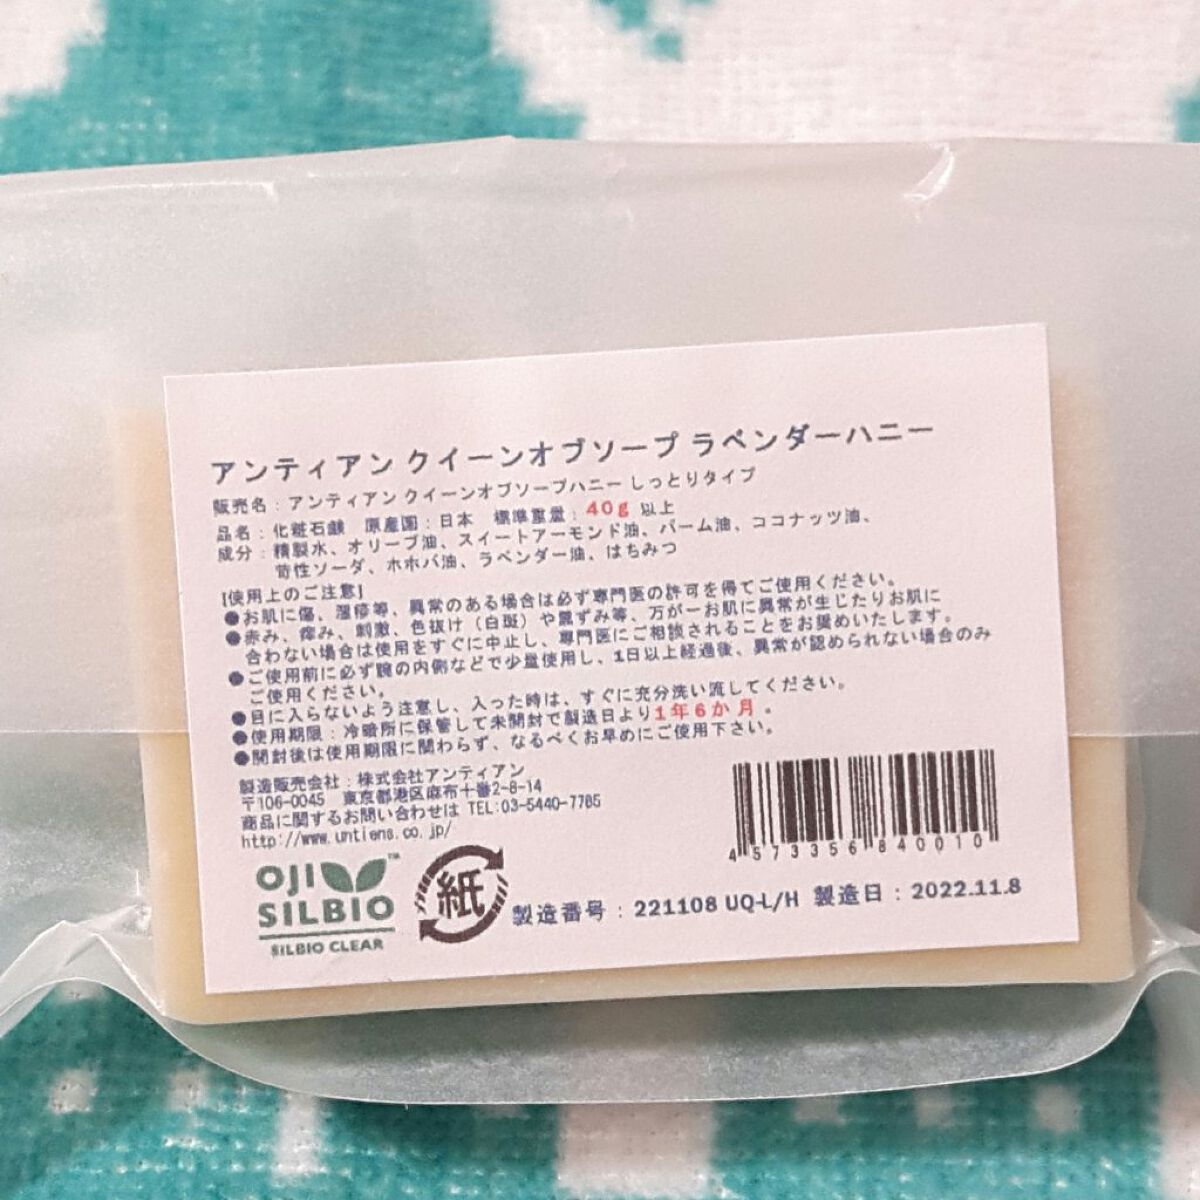 アンティアン クイーンオブソープ ラベンダーハニー
販売名：アンティアン クイーンオブソープハニー しっとりタイプ
品名：化粧石鹸 原産国：日本 標準重量：40g 以上
成分：精製水、オリーブ油、スイートアーモンド油、パーム油、ココナッツ油、
苛性ソーダ、ホホバ油、ラベンダー油、はちみつ
[使用上のご注意]
●お肌に傷、湿疹等、異常のある場合は必ず専門医の許可を得てご使用ください。
●赤み、痒み、刺激、色抜け（白斑）や黒ずみ等、万が一お肌に異常が生じたりお肌に
合わない場合は使用をすぐに中止し、専門医にご相談されることをお奨めいたします。
●ご使用前に必ず腕の内側などで少量使用し、1日以上経過後、異常が認められない場合のみ
ご使用ください。
●目に入らないよう注意し、入った時は、すぐに充分洗い流してください。
●使用期限：冷暗所に保管して未開封で製造日より1年6か月。
●開封後は使用期限に関わらず、なるべくお早めにご使用下さい。
製造販売会社：株式会社アンティアン
〒106-0045 東京都港区麻布十番2-8-14
商品に関するお問い合わせは TEL:03-5440-7785
http://www.untiens.co.jp/
4573356840010
OJI
SILBIO
SILBIO CLEAR
™
紙
製造番号：221108 UQ-L/H 製造日：2022.11.8